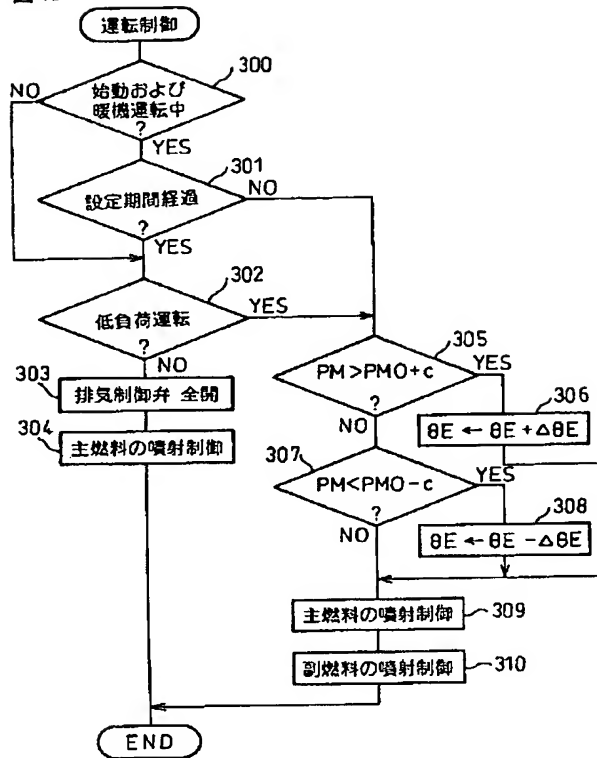 運転制御
300
始動および
暖機運転中
?
NO
YES
301
設定期間経過
?
NO
YES
302
低負荷運転
?
YES
NO
303
排気制御弁 全開
304
主燃料の噴射制御
305
PM>PMO+c
?
YES
NO
306
θE ← θE + ΔθE
307
PM<PMO-c
?
YES
NO
308
θE ← θE - ΔθE
主燃料の噴射制御
309
副燃料の噴射制御
310
END